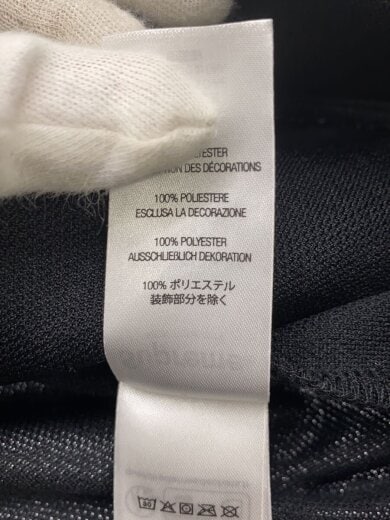 DES DÉCORATIONS
100% POLIESTERE
ESCLUSA LA DECORAZIONE
100% POLYESTER
AUSSCHLIEßLICH DEKORATION
100% ポリエステル
装飾部分を除く